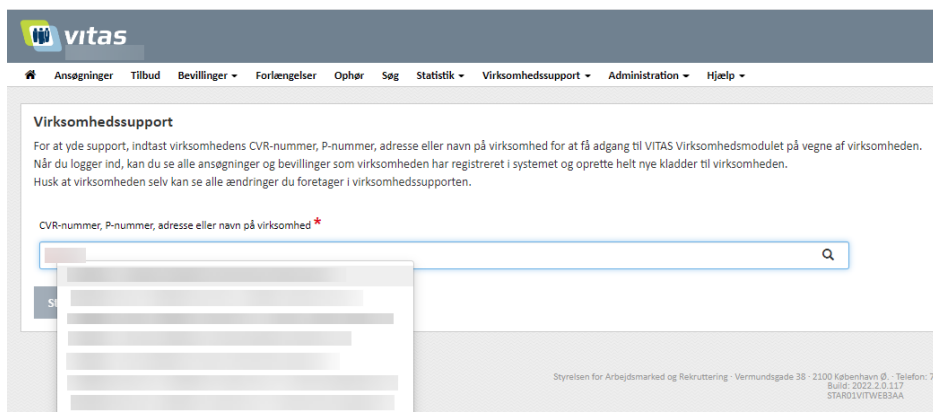 vitas
Ansøgninger Tilbud Bevillinger Forlængelser Ophør Søg Statistik Virksomhedssupport Administration Hjælp
Virksomhedssupport
For at yde support, indtast virksomhedens CVR-nummer, P-nummer, adresse eller navn på virksomhed for at få adgang til VITAS Virksomhedsmodulet på vegne af virksomheden.
Når du logger ind, kan du se alle ansøgninger og bevillinger som virksomheden har registreret i systemet og oprette helt nye kladder til virksomheden.
Husk at virksomheden selv kan se alle ændringer du foretager i virksomhedssupporten.
CVR-nummer, P-nummer, adresse eller navn på virksomhed *
St
Styrelsen for Arbejdsmarked og Rekruttering - Vermundsgade 38 - 2100 København Ø. - Telefon: 7
Build: 2022.2.0.117
STAR01VITWEB3AA